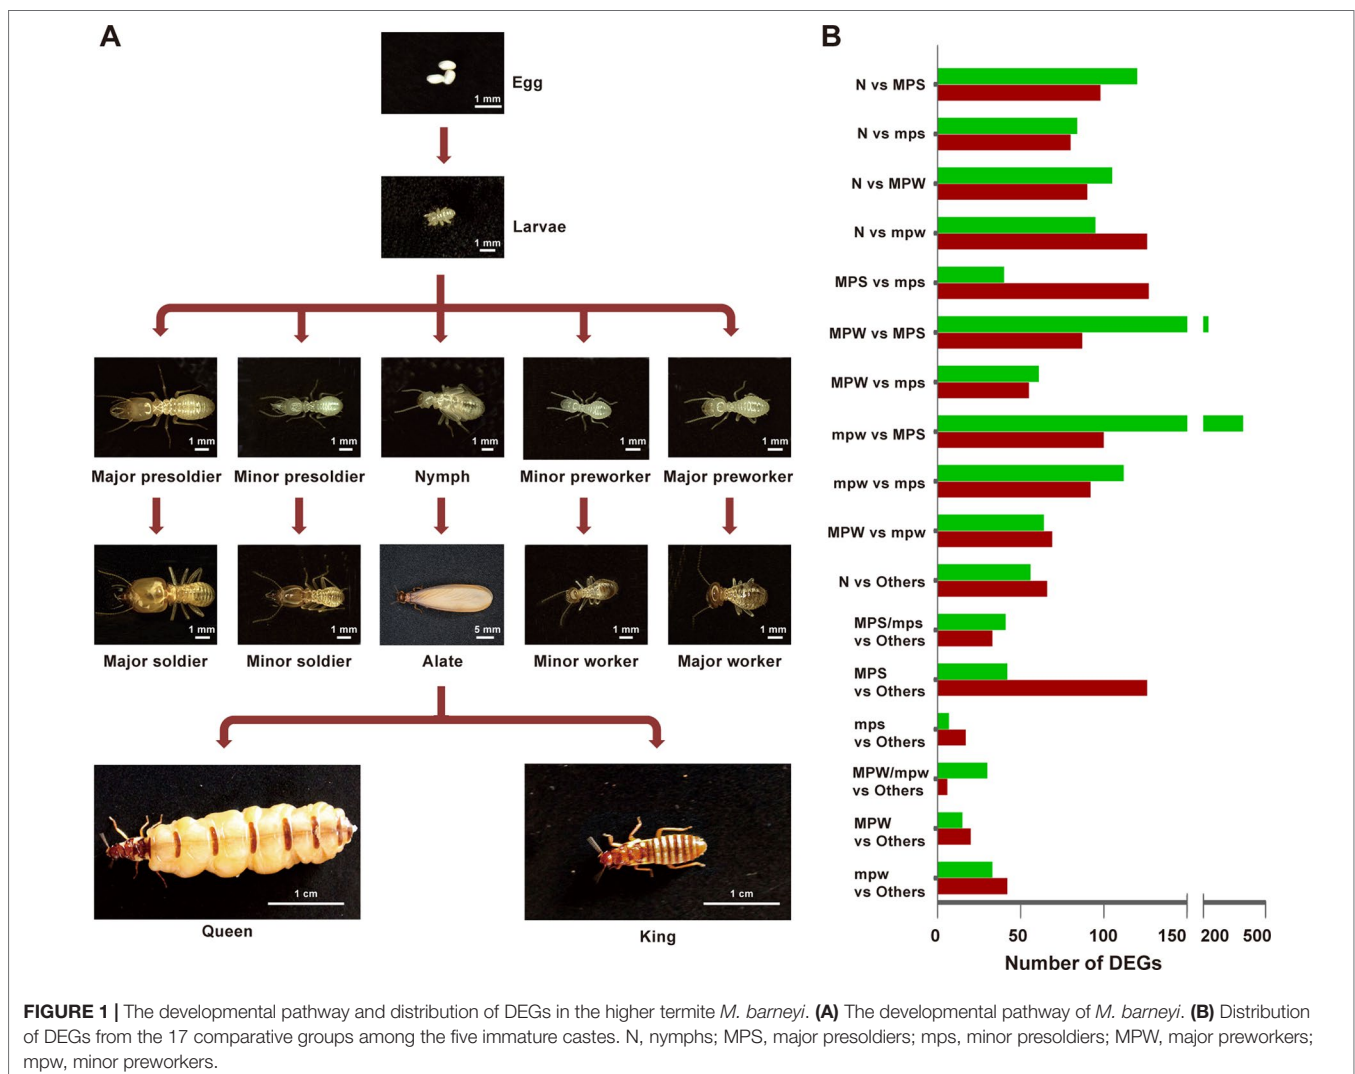 A
Egg
1 mm
Larvae
1 mm
1 mm
1 mm
1 mm
1 mm
1 mm
Major presoldier
Minor presoldier
Nymph
Minor preworker
Major preworker
1 mm
1 mm
5 mm
1 mm
1 mm
Major soldier
Minor soldier
Alate
Minor worker
Major worker
1 cm
1 cm
Queen
King
B
N vs MPS
N vs mps
N vs MPW
N vs mpw
MPS vs mps
MPW vs MPS
MPW vs mps
mpw vs MPS
mpw vs mps
MPW vs mpw
N vs Others
MPS/mps
vs Others
MPS
vs Others
mps
vs Others
MPW/mpw
vs Others
MPW
vs Others
mpw
vs Others
0 50 100 150 200 500
Number of DEGs
FIGURE 1 | The developmental pathway and distribution of DEGs in the higher termite M. barneyi. (A) The developmental pathway of M. barneyi. (B) Distribution
of DEGs from the 17 comparative groups among the five immature castes. N, nymphs; MPS, major presoldiers; mps, minor presoldiers; MPW, major preworkers;
mpw, minor preworkers.